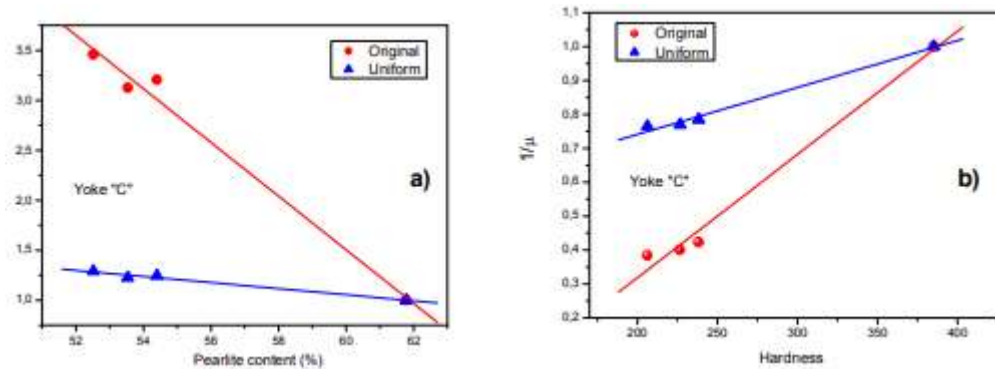 3,5
3,0
2,5
2,0
1,5
1,0
Original
Uniform
a)
Yoke "C"
52 54 56 58 60 62
Pearlite content (%)
1,1
1,0
0,9
0,8
0,7
0,6
0,5
0,4
0,3
0,2
1/μ
Original
Uniform
Yoke "C"
b)
200 250 300 350 400
Hardness